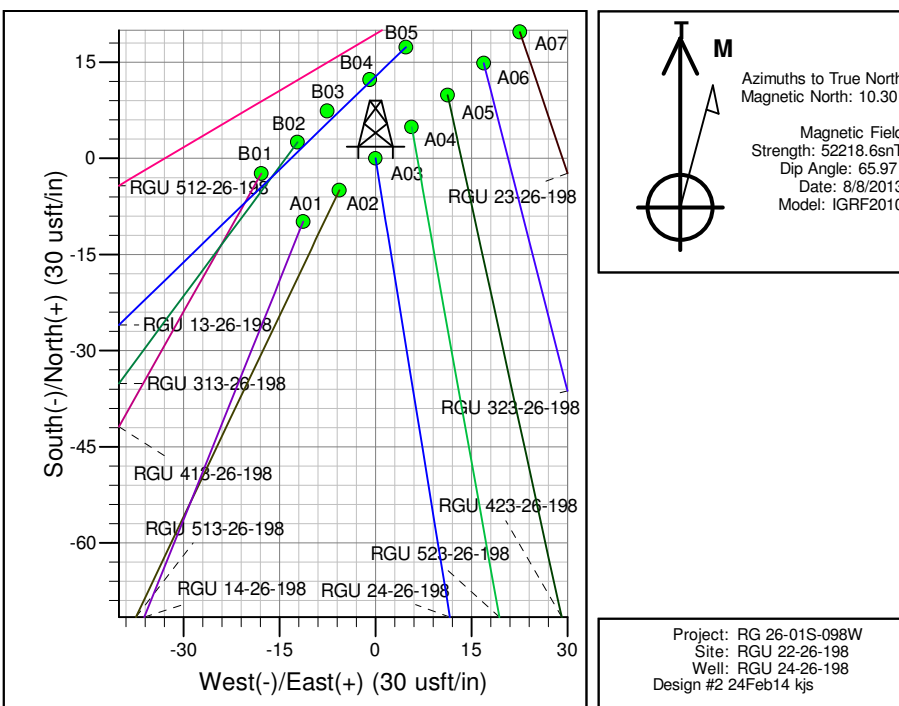 South(-)/North(+) (30 usft/in)
15
0
-15
-30
-45
-60
-30
-15
0
15
30
West(-)/East(+) (30 usft/in)
B05
A07
B04
A06
B03
A05
B02
A04
B01
A03
RGU 512-26-198
A02
RGU 23-26-198
A01
RGU 13-26-198
RGU 313-26-198
RGU 323-26-198
RGU 413-26-198
RGU 423-26-198
RGU 513-26-198
RGU 523-26-198
RGU 14-26-198
RGU 24-26-198
M
Azimuths to True North
Magnetic North: 10.30
Magnetic Field
Strength: 52218.6snT
Dip Angle: 65.97
Date: 8/8/2013
Model: IGRF2010
T
Project: RG 26-01S-098W
Site: RGU 22-26-198
Well: RGU 24-26-198
Design #2 24Feb14 kjs